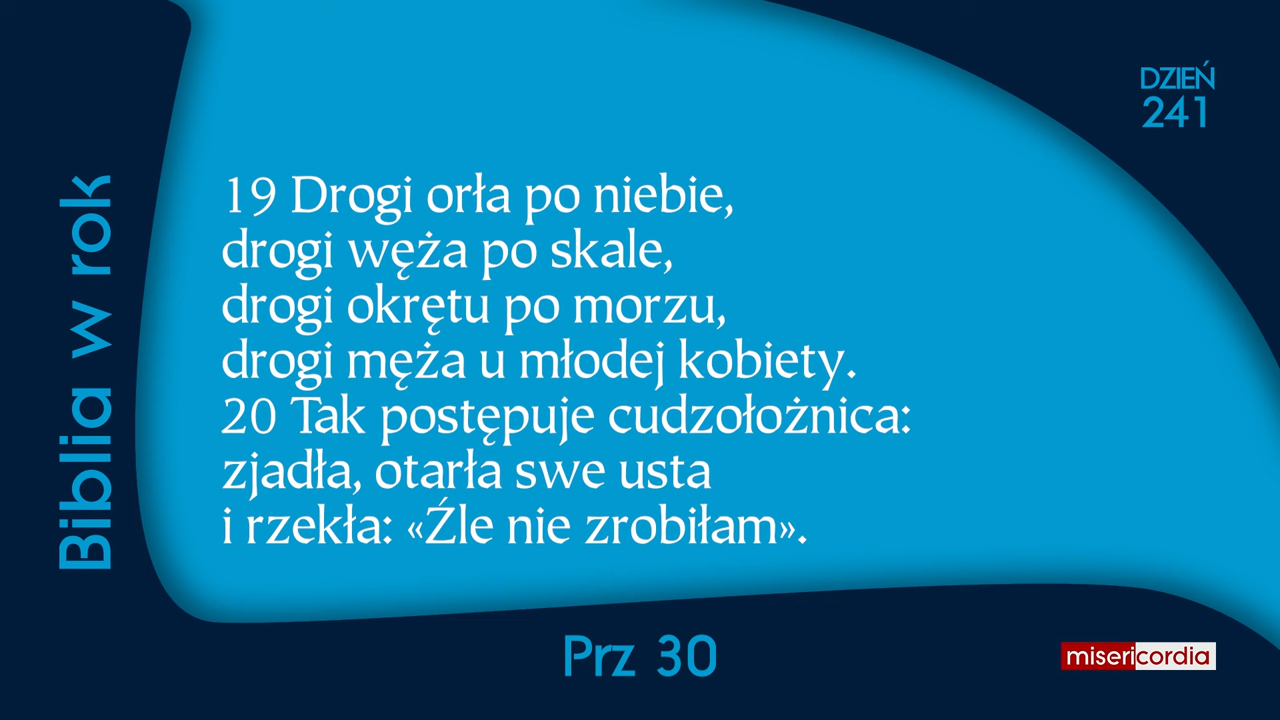 DZIEŃ
241
Biblia w rok
19 Drogi orła po niebie,
drogi węża po skale,
drogi okrętu po morzu,
drogi męża u młodej kobiety.
20 Tak postępuje cudzołożnica:
zjadła, otarła swe usta
i rzekła: «Źle nie zrobiłam».
Prz 30
misericordia